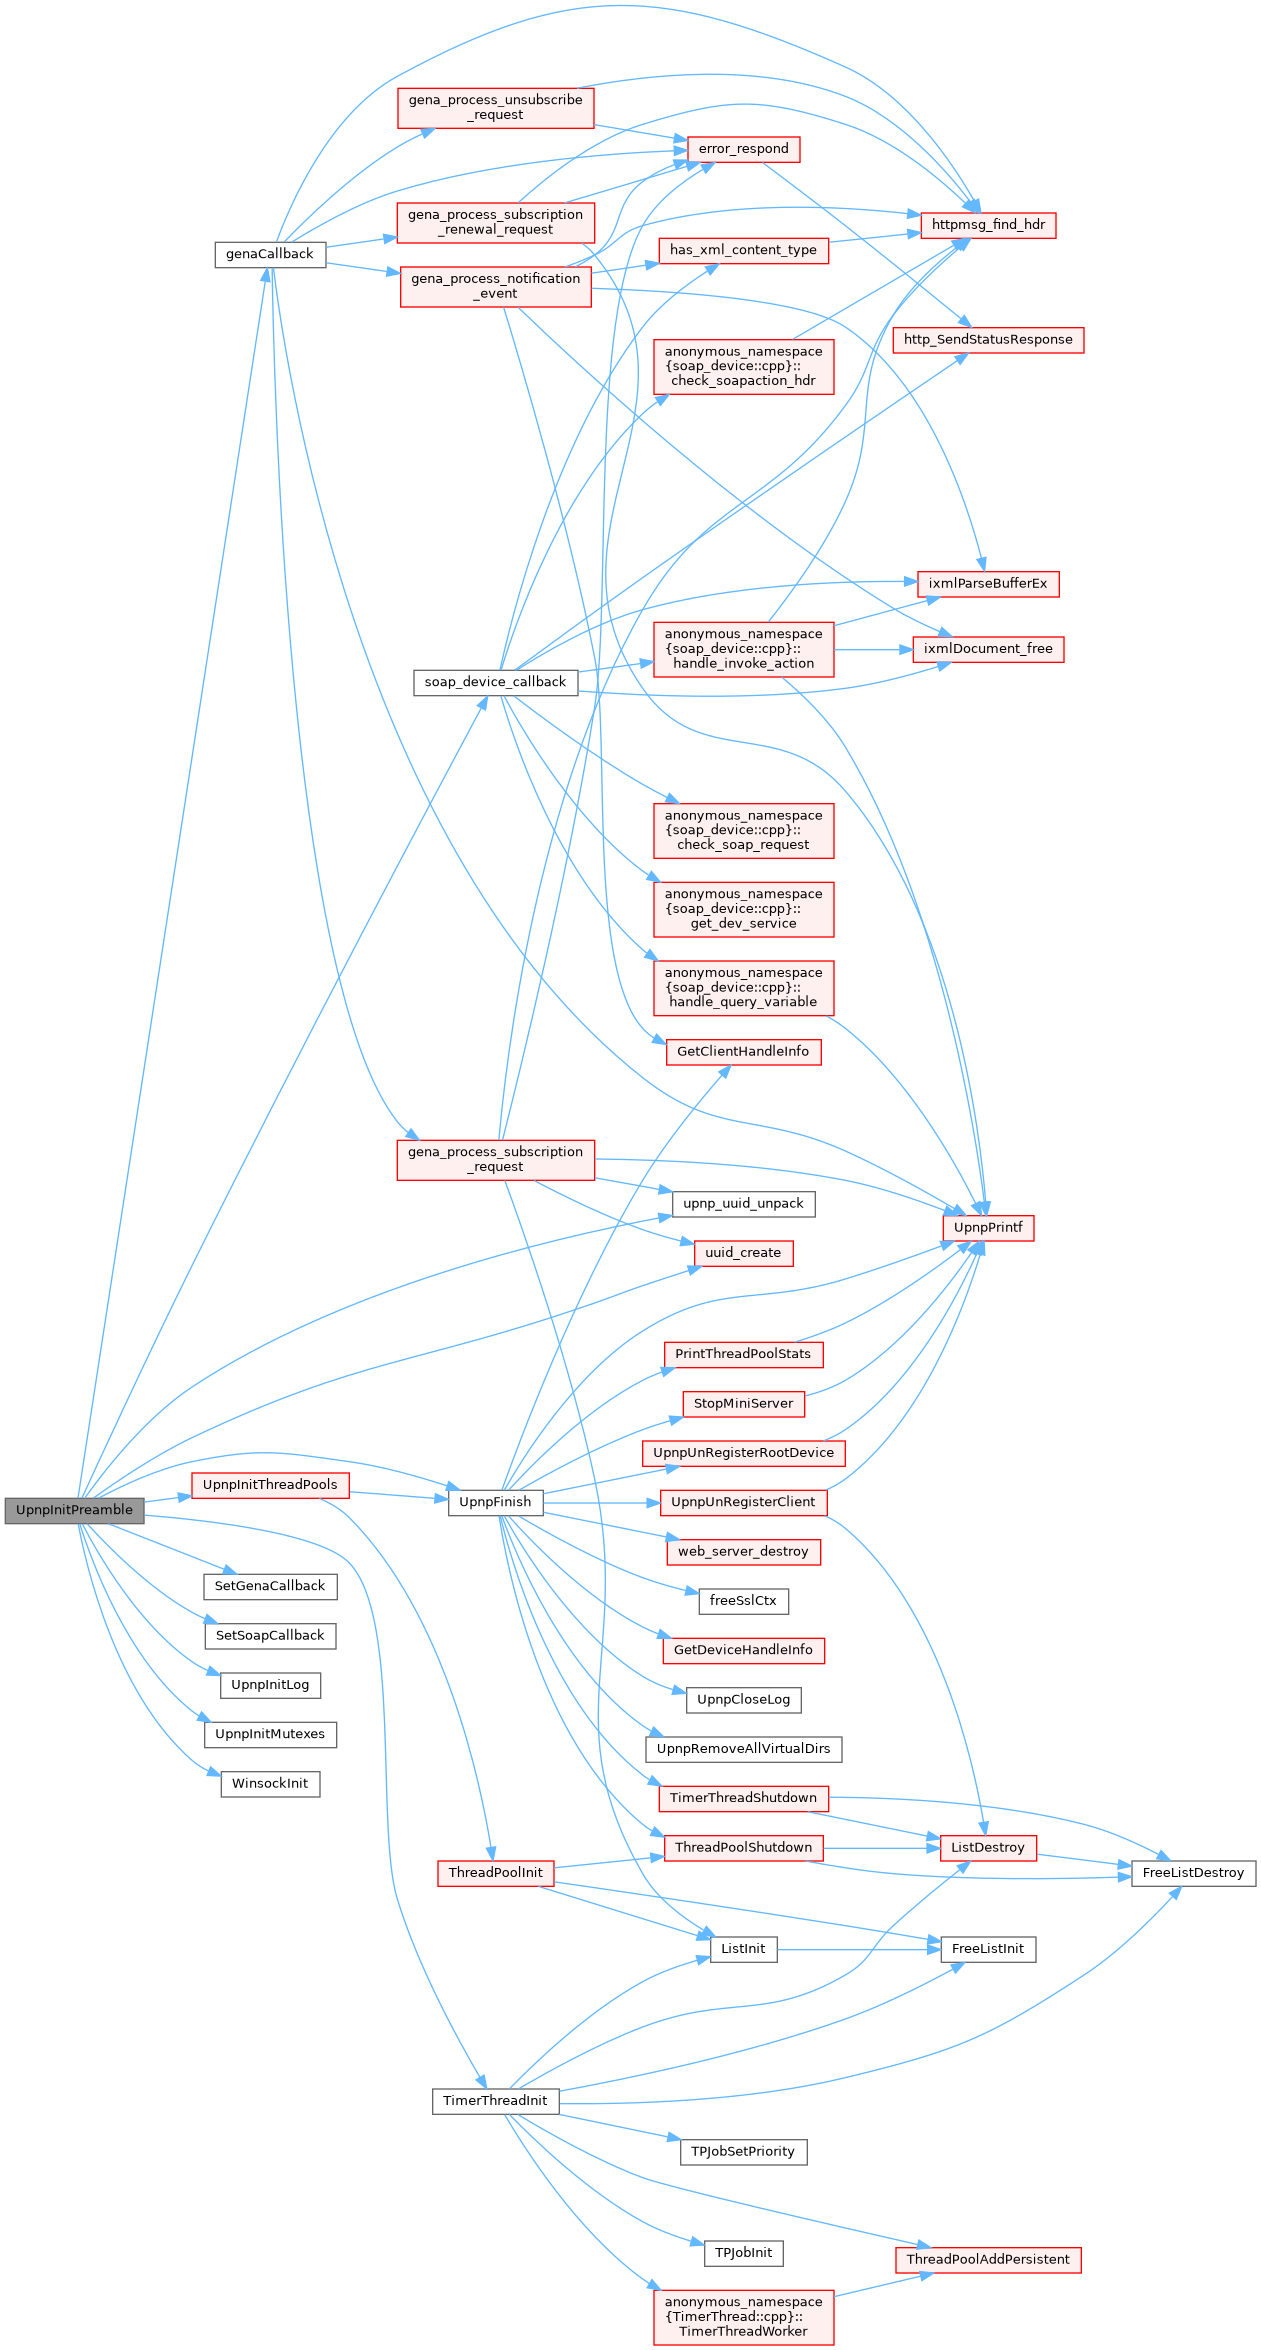 gena_process_unsubscribe
_request
error_respond
gena_process_subscription
_renewal_request
httpmsg_find_hdr
genaCallback
has_xml_content_type
gena_process_notification
_event
http_SendStatusResponse
anonymous_namespace
{soap_device::cpp}::
check_soapaction_hdr
ixmlParseBufferEx
anonymous_namespace
{soap_device::cpp}::
handle_invoke_action
ixmlDocument_free
soap_device_callback
anonymous_namespace
{soap_device::cpp}::
check_soap_request
anonymous_namespace
{soap_device::cpp}::
get_dev_service
anonymous_namespace
{soap_device::cpp}::
handle_query_variable
GetClientHandleInfo
gena_process_subscription
_request
upnp_uuid_unpack
UpnpPrintf
uuid_create
PrintThreadPoolStats
StopMiniServer
UpnpUnRegisterRootDevice
UpnpInitThreadPools
UpnpFinish
UpnpUnRegisterClient
UpnpInitPreamble
web_server_destroy
SetGenaCallback
freeSslCtx
SetSoapCallback
GetDeviceHandleInfo
UpnpInitLog
UpnpCloseLog
UpnpInitMutexes
UpnpRemoveAllVirtualDirs
WinsockInit
TimerThreadShutdown
ThreadPoolShutdown
ListDestroy
ThreadPoolInit
FreeListDestroy
ListInit
FreeListInit
TimerThreadInit
TPJobSetPriority
TPJobInit
ThreadPoolAddPersistent
anonymous_namespace
{TimerThread::cpp}::
TimerThreadWorker